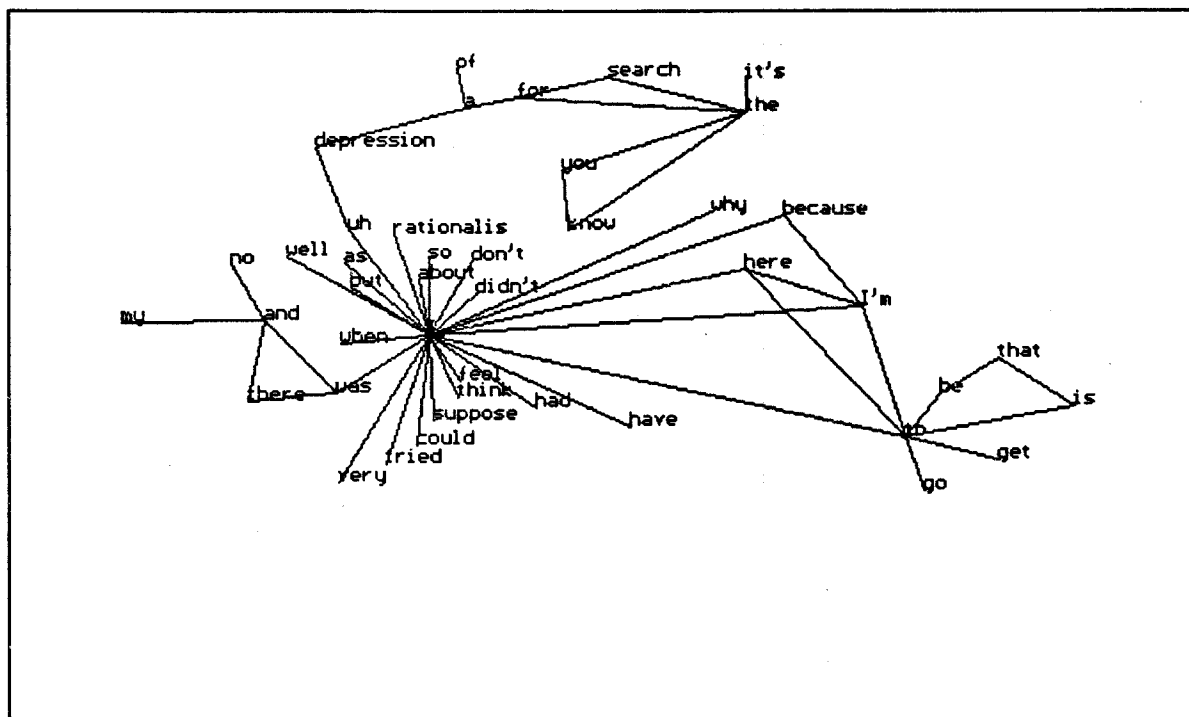 of
search
it's
for
a
the
depression
you
know
why
because
uh
rationalis
well
as
so
don't
no
but
about
didn't
here
I'm
my
and
when
that
feel
be
there
was
think
had
is
suppose
have
could
to
tried
get
very
go